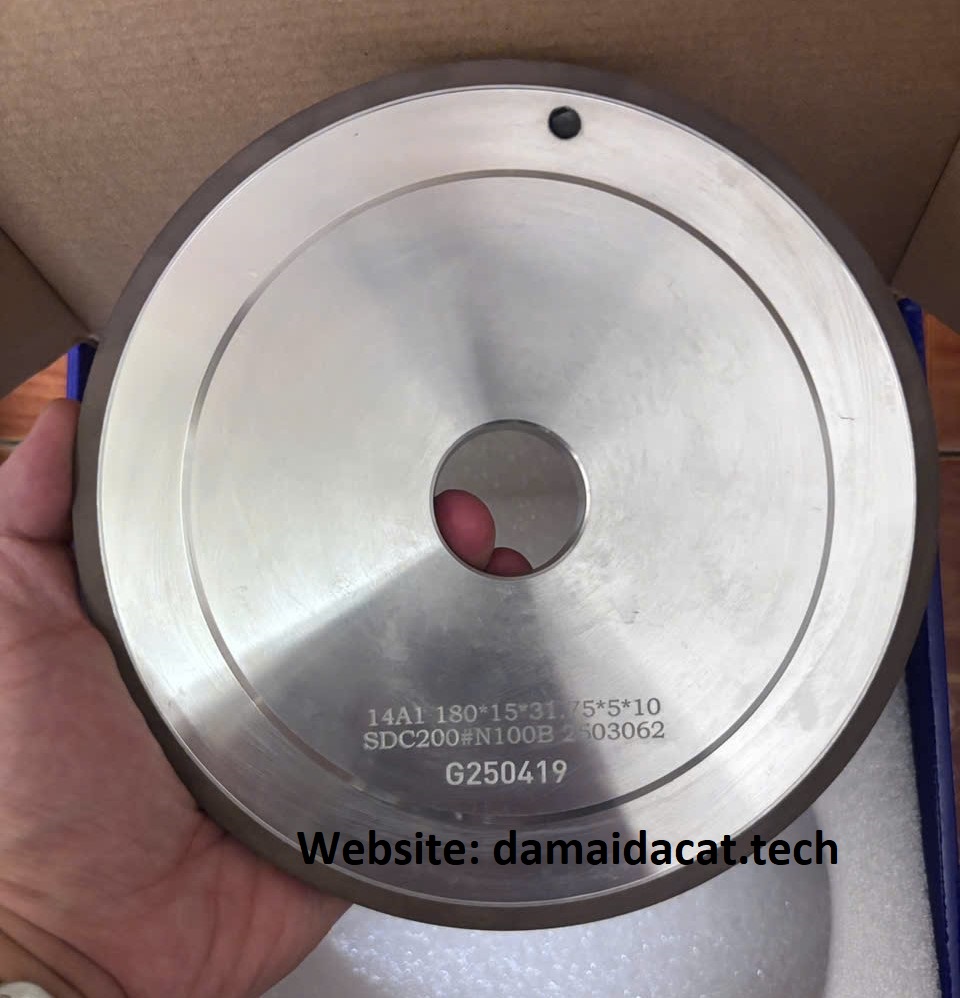 14A1 180*15*31.75*5*10
SDC200#N100B 2503062
G250419
Website: damaidacat.tech